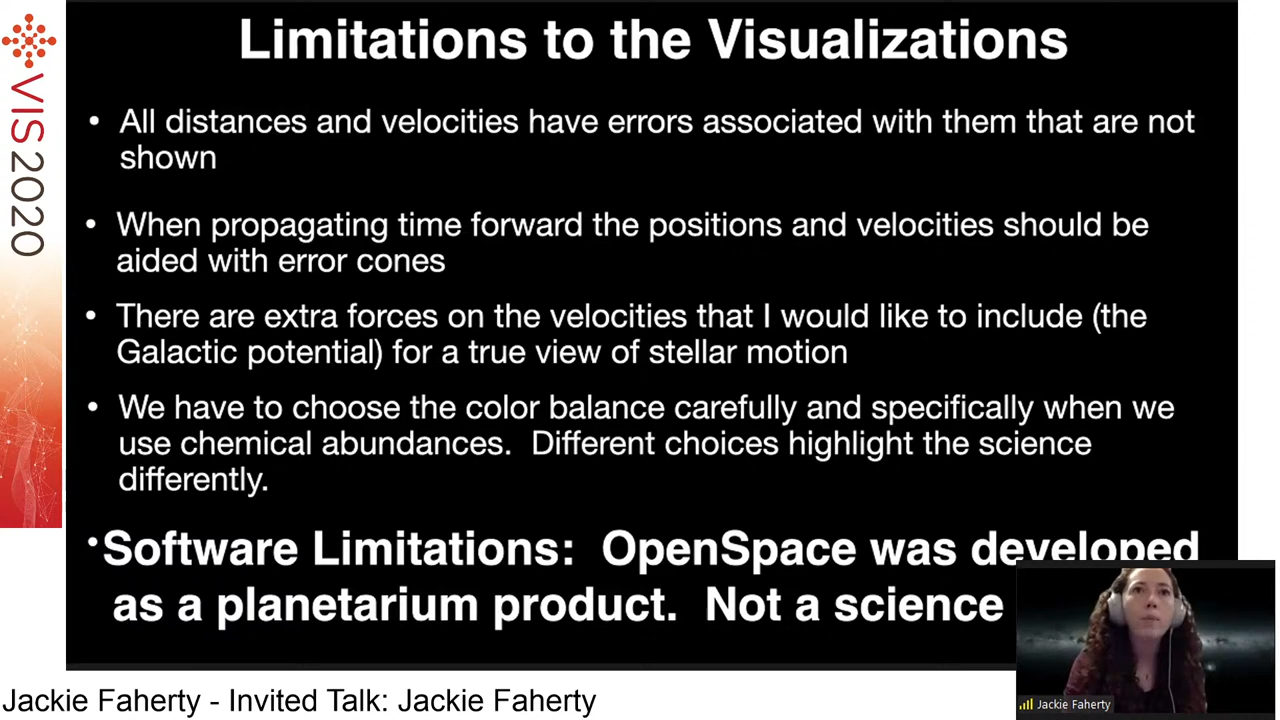 Limitations to the Visualizations
VIS2020
• All distances and velocities have errors associated with them that are not
shown
• When propagating time forward the positions and velocities should be
aided with error cones
• There are extra forces on the velocities that I would like to include (the
Galactic potential) for a true view of stellar motion
• We have to choose the color balance carefully and specifically when we
use chemical abundances. Different choices highlight the science
differently.
• Software Limitations: OpenSpace was developed
as a planetarium product. Not a science
Jackie Faherty
Jackie Faherty - Invited Talk: Jackie Faherty